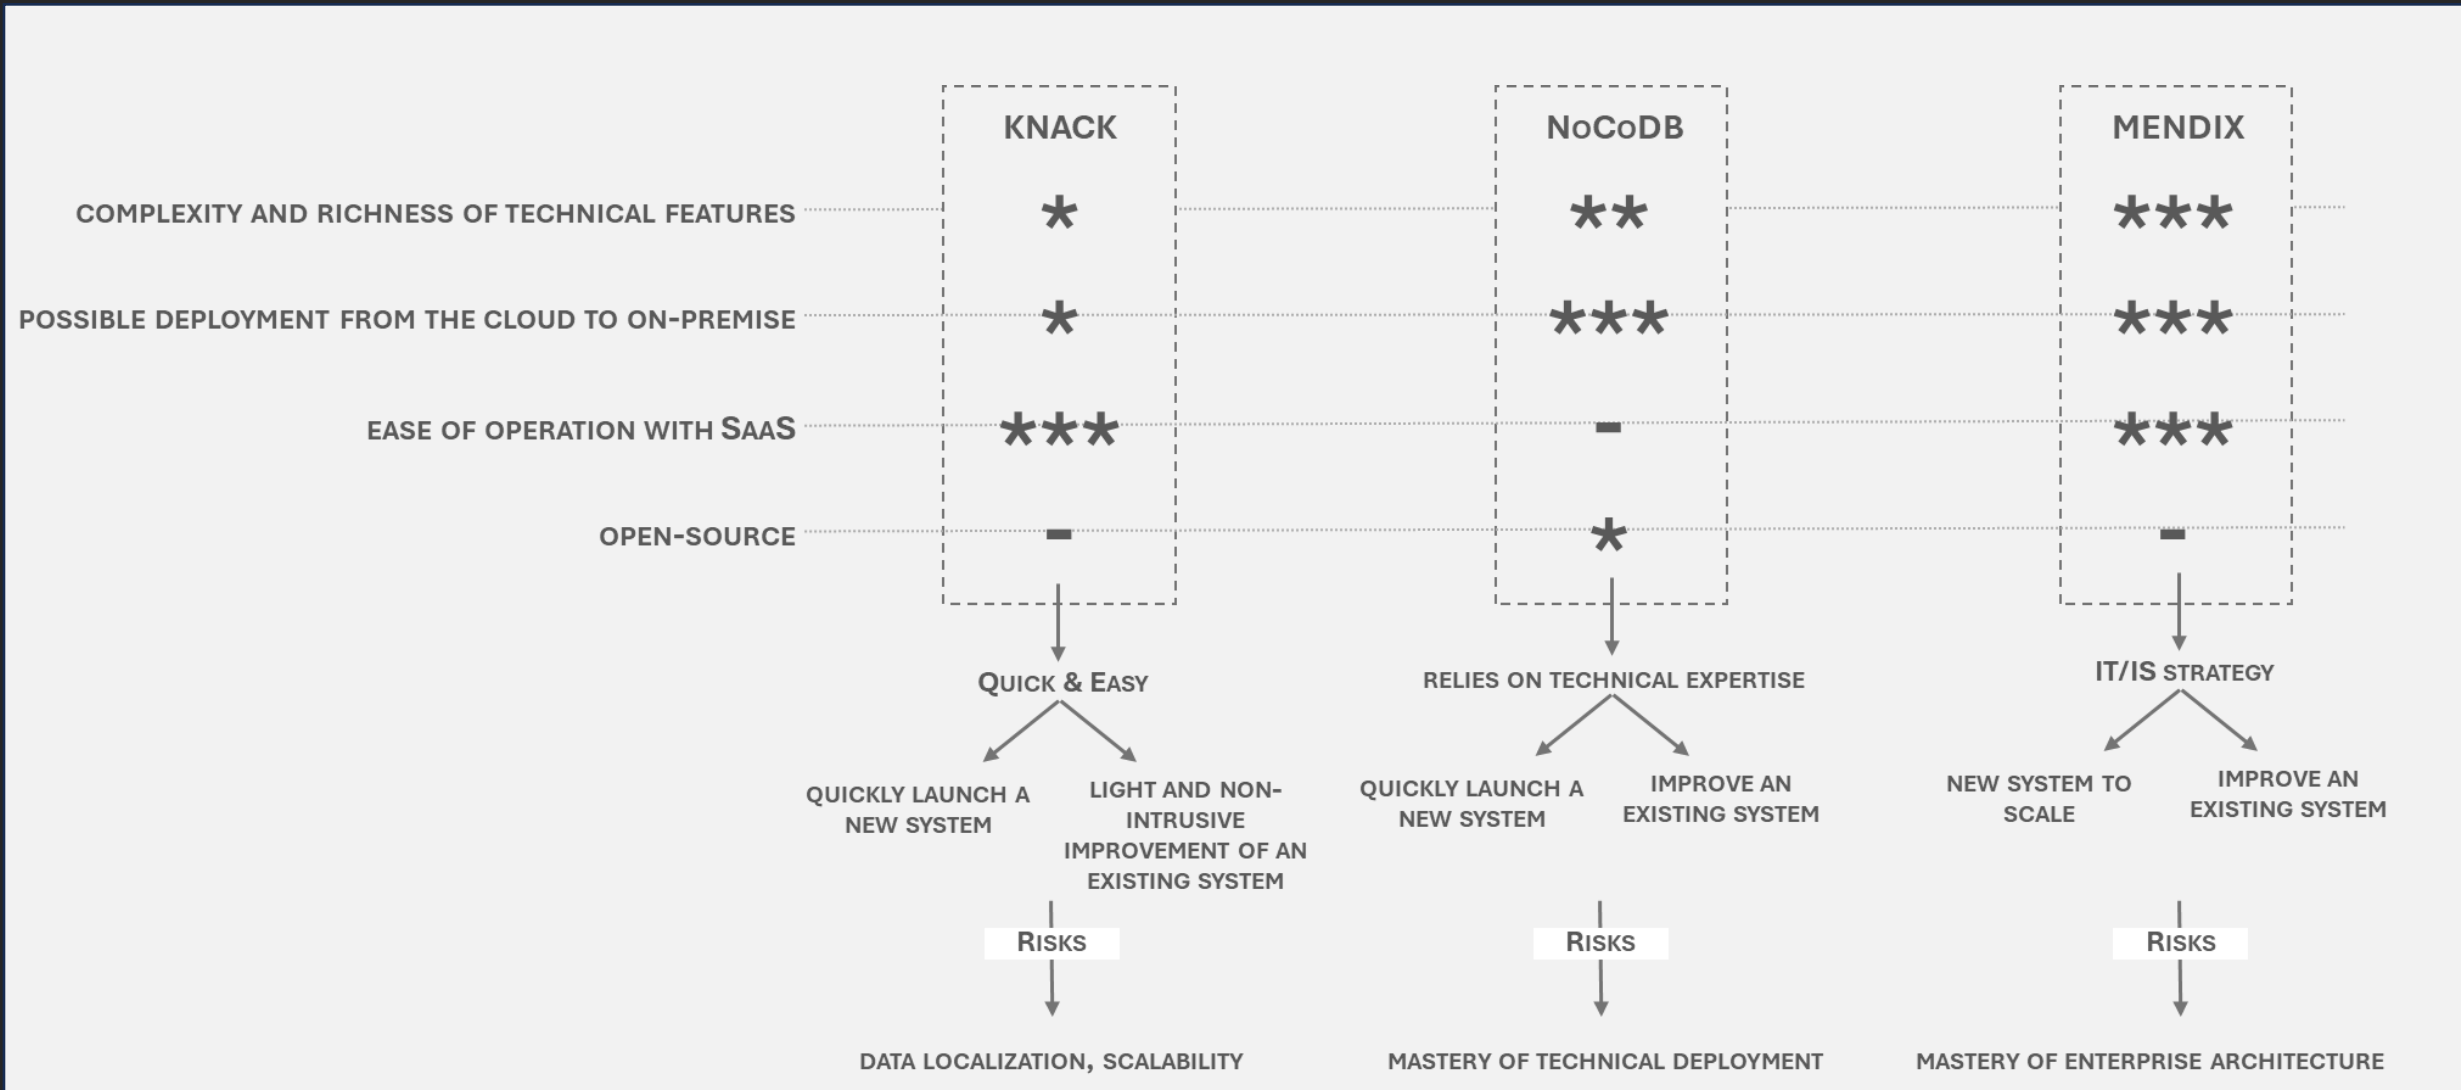 KNACK
NoCoDB
MENDIX
COMPLEXITY AND RICHNESS OF TECHNICAL FEATURES * ** ***
POSSIBLE DEPLOYMENT FROM THE CLOUD TO ON-PREMISE * *** ***
EASE OF OPERATION WITH SAAS *** - ***
OPEN-SOURCE - * -
QUICK & EASY
RELIES ON TECHNICAL EXPERTISE
IT/IS STRATEGY
QUICKLY LAUNCH A
NEW SYSTEM
LIGHT AND NON-
INTRUSIVE
IMPROVEMENT OF AN
EXISTING SYSTEM
QUICKLY LAUNCH A
NEW SYSTEM
IMPROVE AN
EXISTING SYSTEM
NEW SYSTEM TO
SCALE
IMPROVE AN
EXISTING SYSTEM
RISKS
RISKS
RISKS
DATA LOCALIZATION, SCALABILITY
MASTERY OF TECHNICAL DEPLOYMENT
MASTERY OF ENTERPRISE ARCHITECTURE